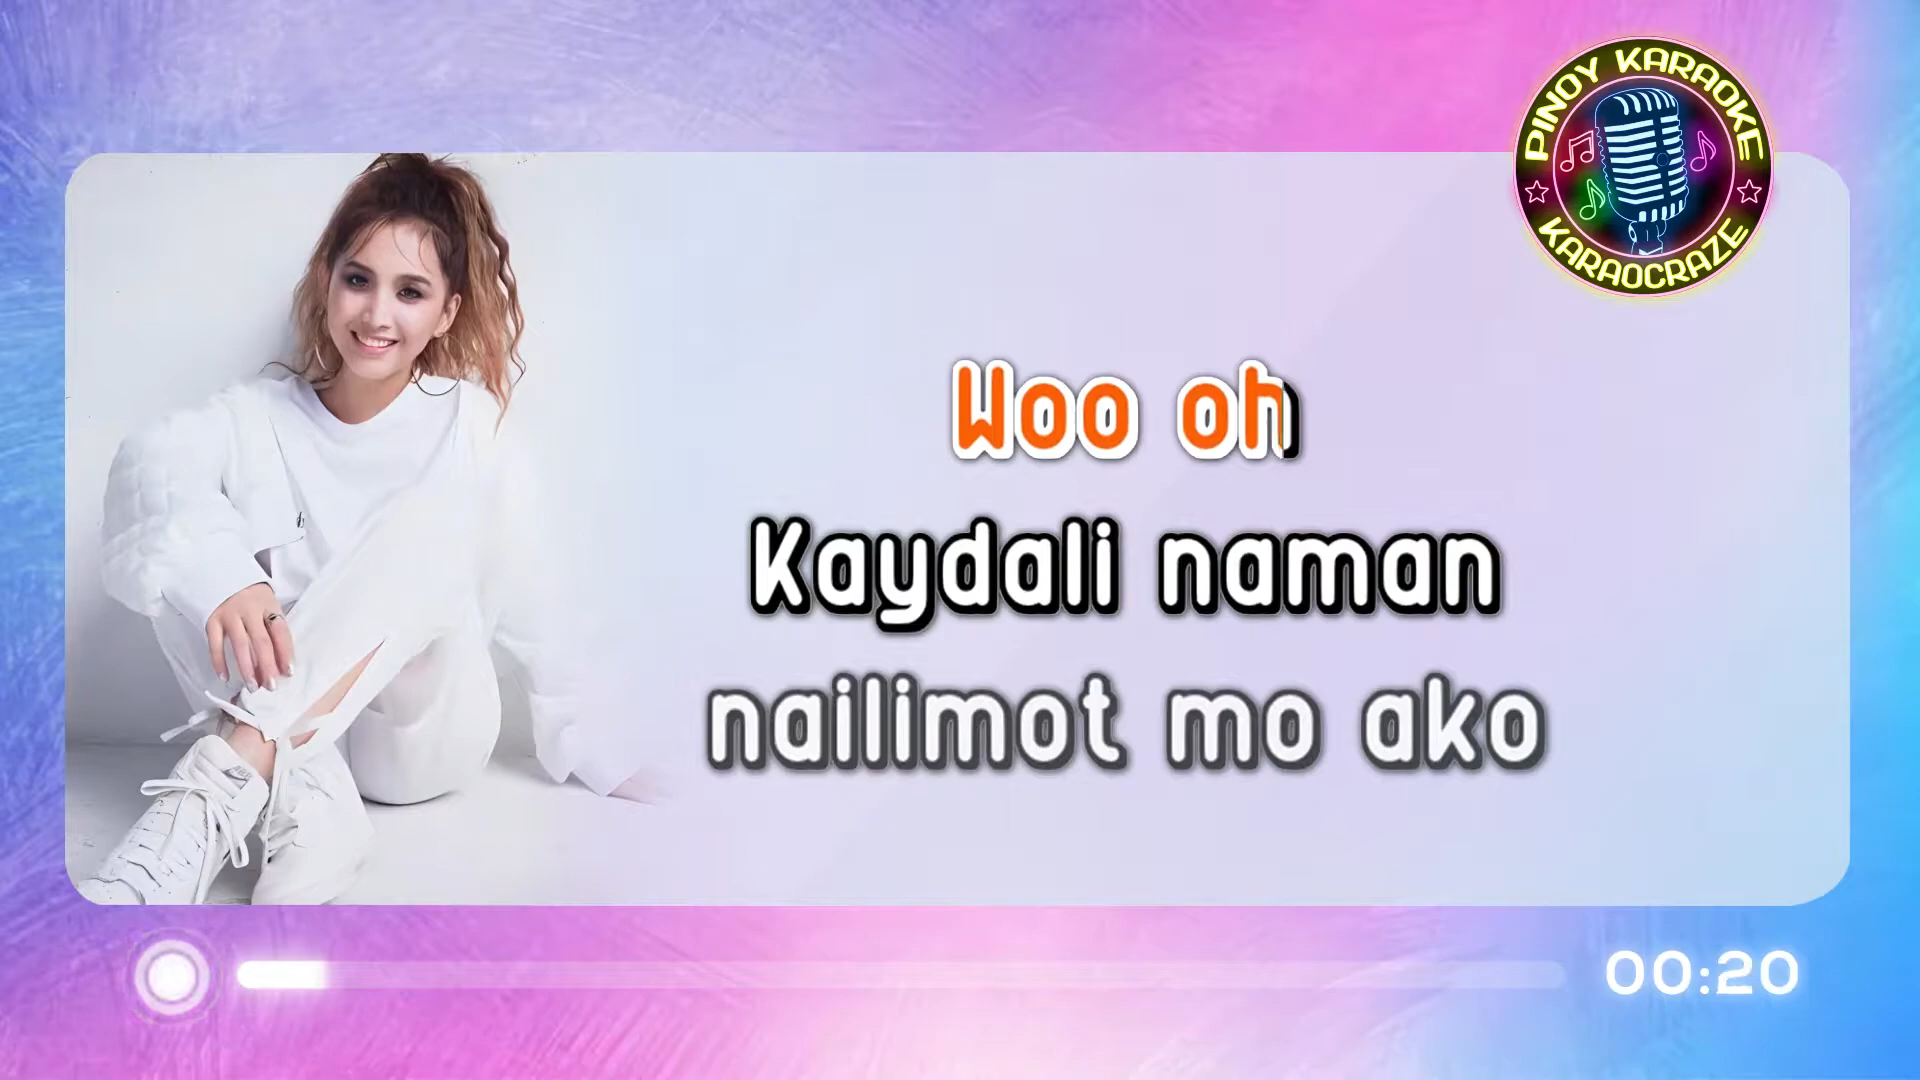 PINOY KARAOKE
KARAOCRAZE
Woo oh
Kaydali naman
nailimot mo ako
00:20